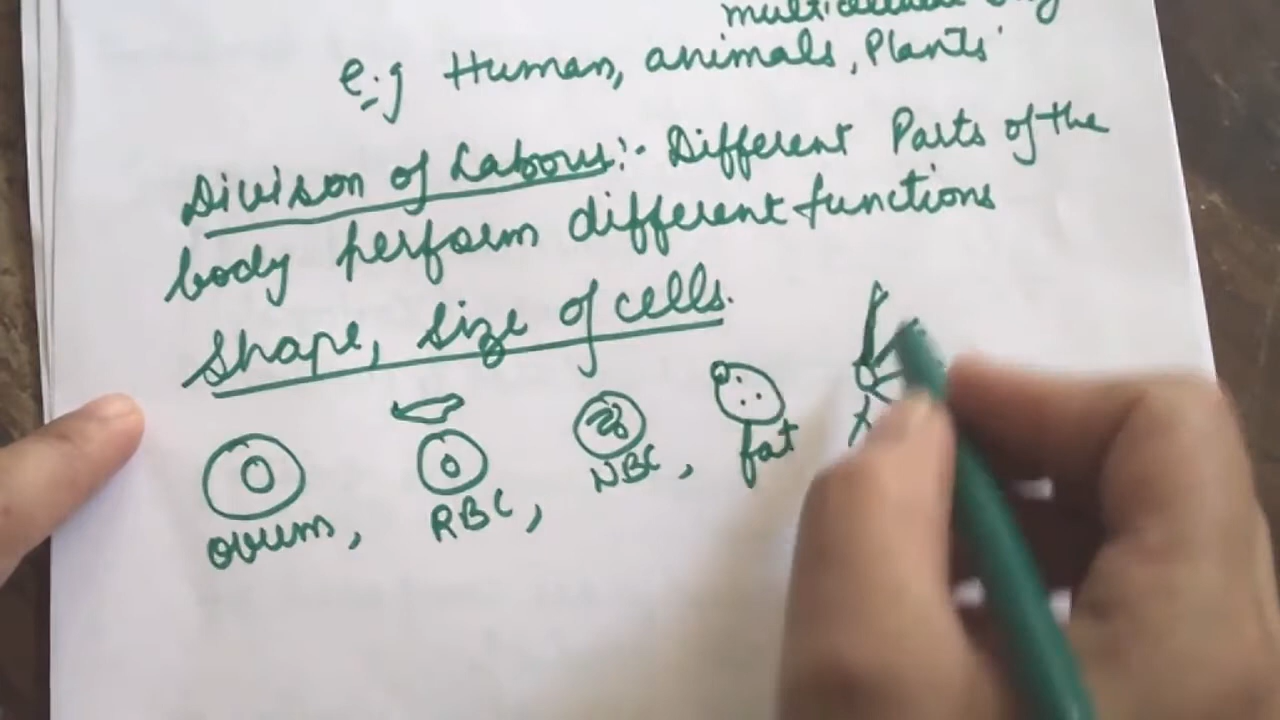 e.g Human, animals, Plants
Divison of Labour:- Different Parts of the
body perform different functions
Shape, Size of cells.
ovum, RBC, WBC, fat